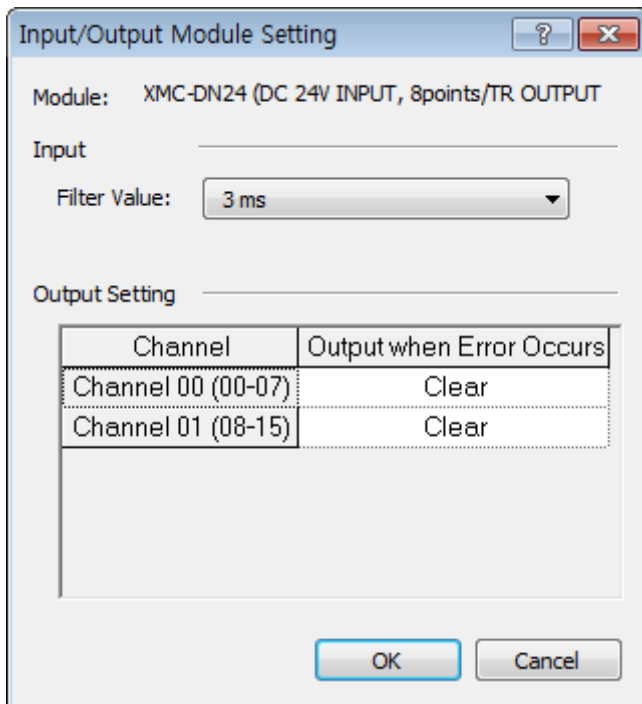 Input/Output Module Setting
Module: XMC-DN24 (DC 24V INPUT, 8points/TR OUTPUT
Input
Filter Value: 3 ms
Output Setting
Channel Output when Error Occurs
Channel 00 (00-07) Clear
Channel 01 (08-15) Clear
OK Cancel